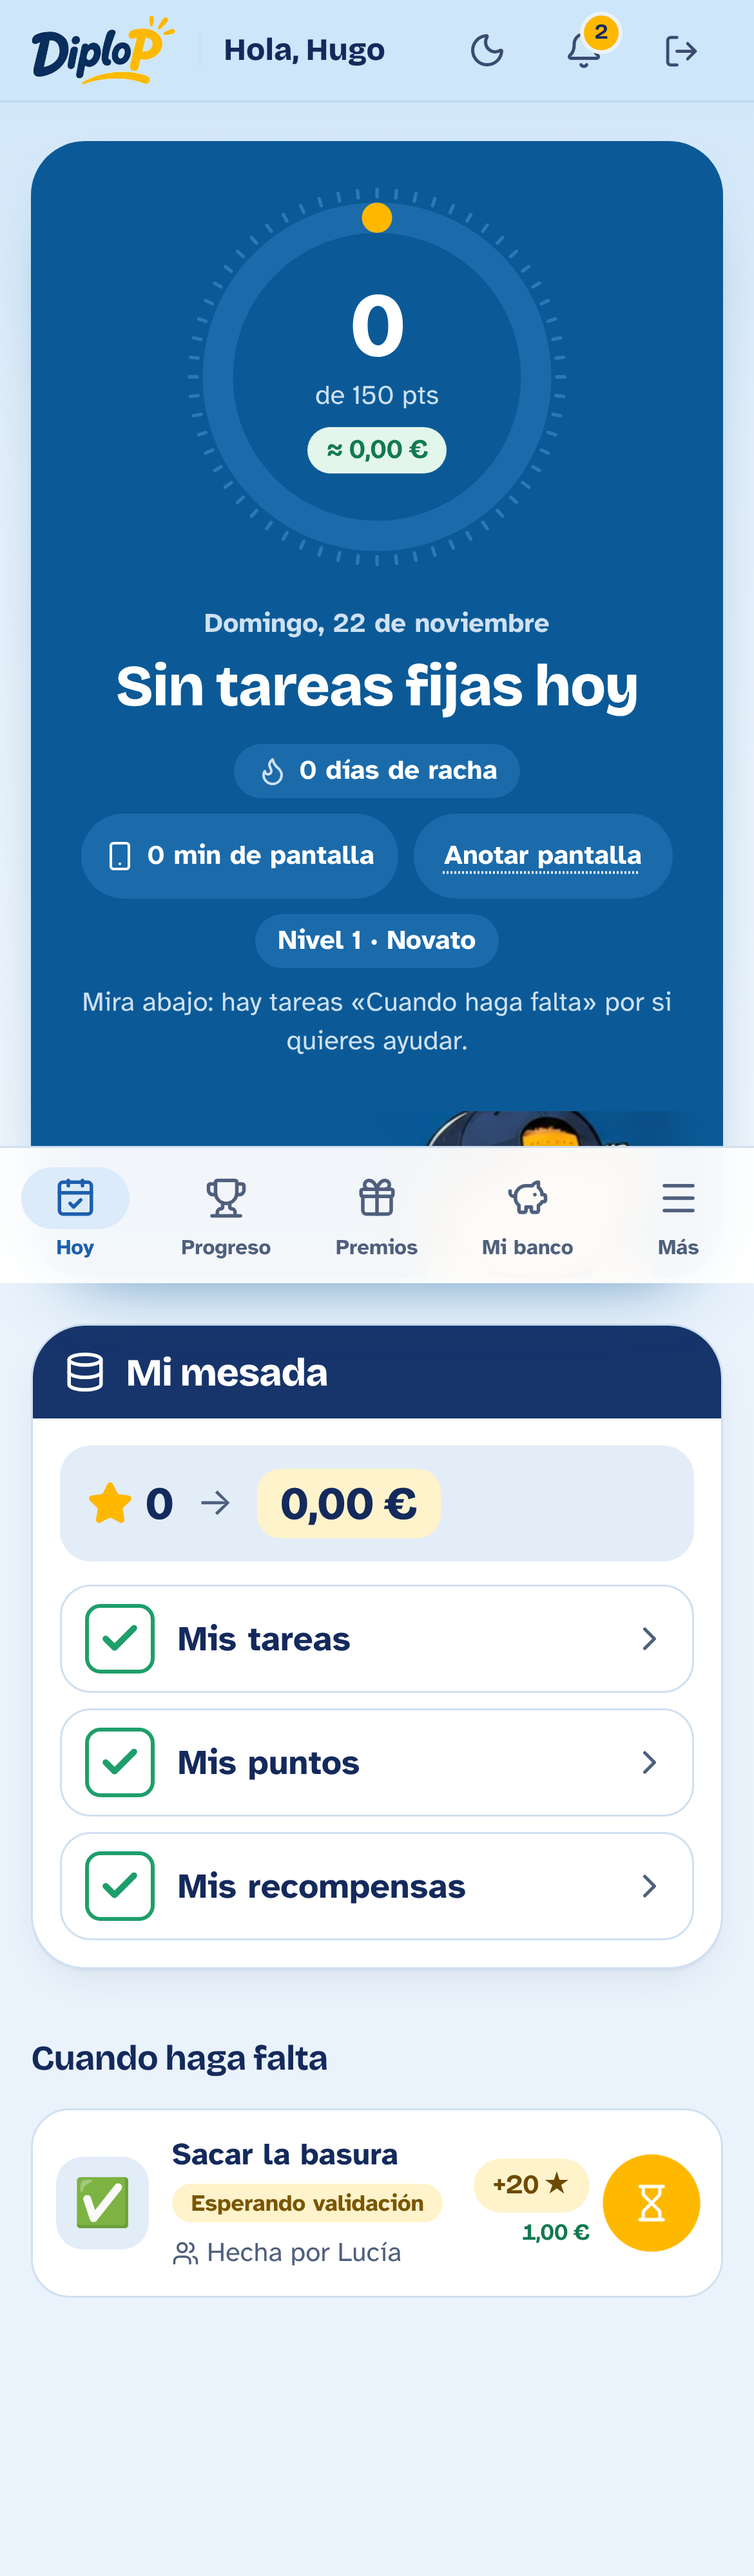 DiploP
Hola, Hugo
2
0
de 150 pts
≈ 0,00 €
Domingo, 22 de noviembre
Sin tareas fijas hoy
0 días de racha
0 min de pantalla
Anotar pantalla
Nivel 1 · Novato
Mira abajo: hay tareas «Cuando haga falta» por si
quieres ayudar.
Hoy
Progreso
Premios
Mi banco
Más
Mi mesada
0 → 0,00 €
Mis tareas
Mis puntos
Mis recompensas
Cuando haga falta
Sacar la basura
Esperando validación
Hecha por Lucía
+20 ★
1,00 €